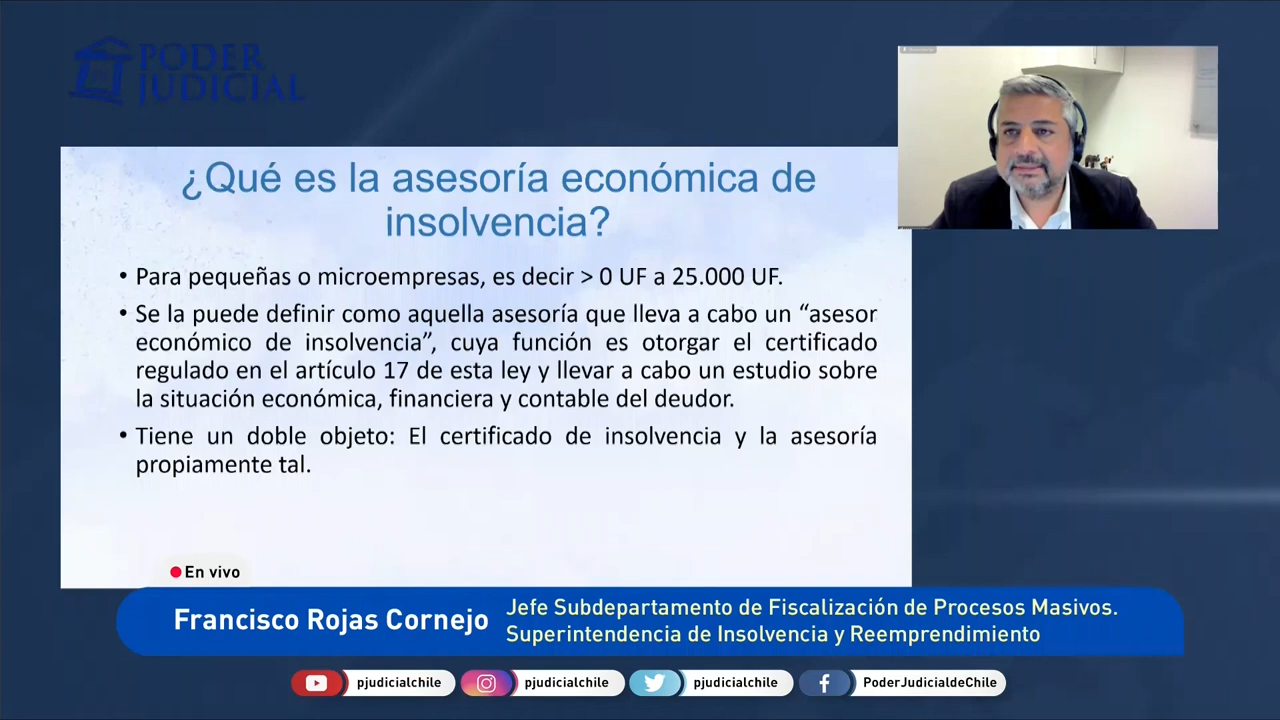 PODER
JUDICIAL
¿Qué es la asesoría económica de
insolvencia?
• Para pequeñas o microempresas, es decir > 0 UF a 25.000 UF.
• Se la puede definir como aquella asesoría que lleva a cabo un “asesor
económico de insolvencia”, cuya función es otorgar el certificado
regulado en el artículo 17 de esta ley y llevar a cabo un estudio sobre
la situación económica, financiera y contable del deudor.
• Tiene un doble objeto: El certificado de insolvencia y la asesoría
propiamente tal.
En vivo
Francisco Rojas Cornejo
Jefe Subdepartamento de Fiscalización de Procesos Masivos.
Superintendencia de Insolvencia y Reemprendimiento
pjudicialchile
pjudicialchile
pjudicialchile
PoderJudicialdeChile